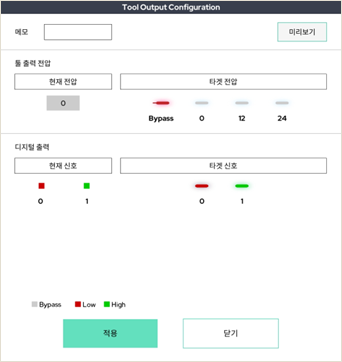 Tool Output Configuration
메모 미리보기
툴 출력 전압
현재 전압 타겟 전압
0
Bypass 0 12 24
디지털 출력
현재 신호 타겟 신호
0 1 0 1
Bypass Low High
적용 닫기